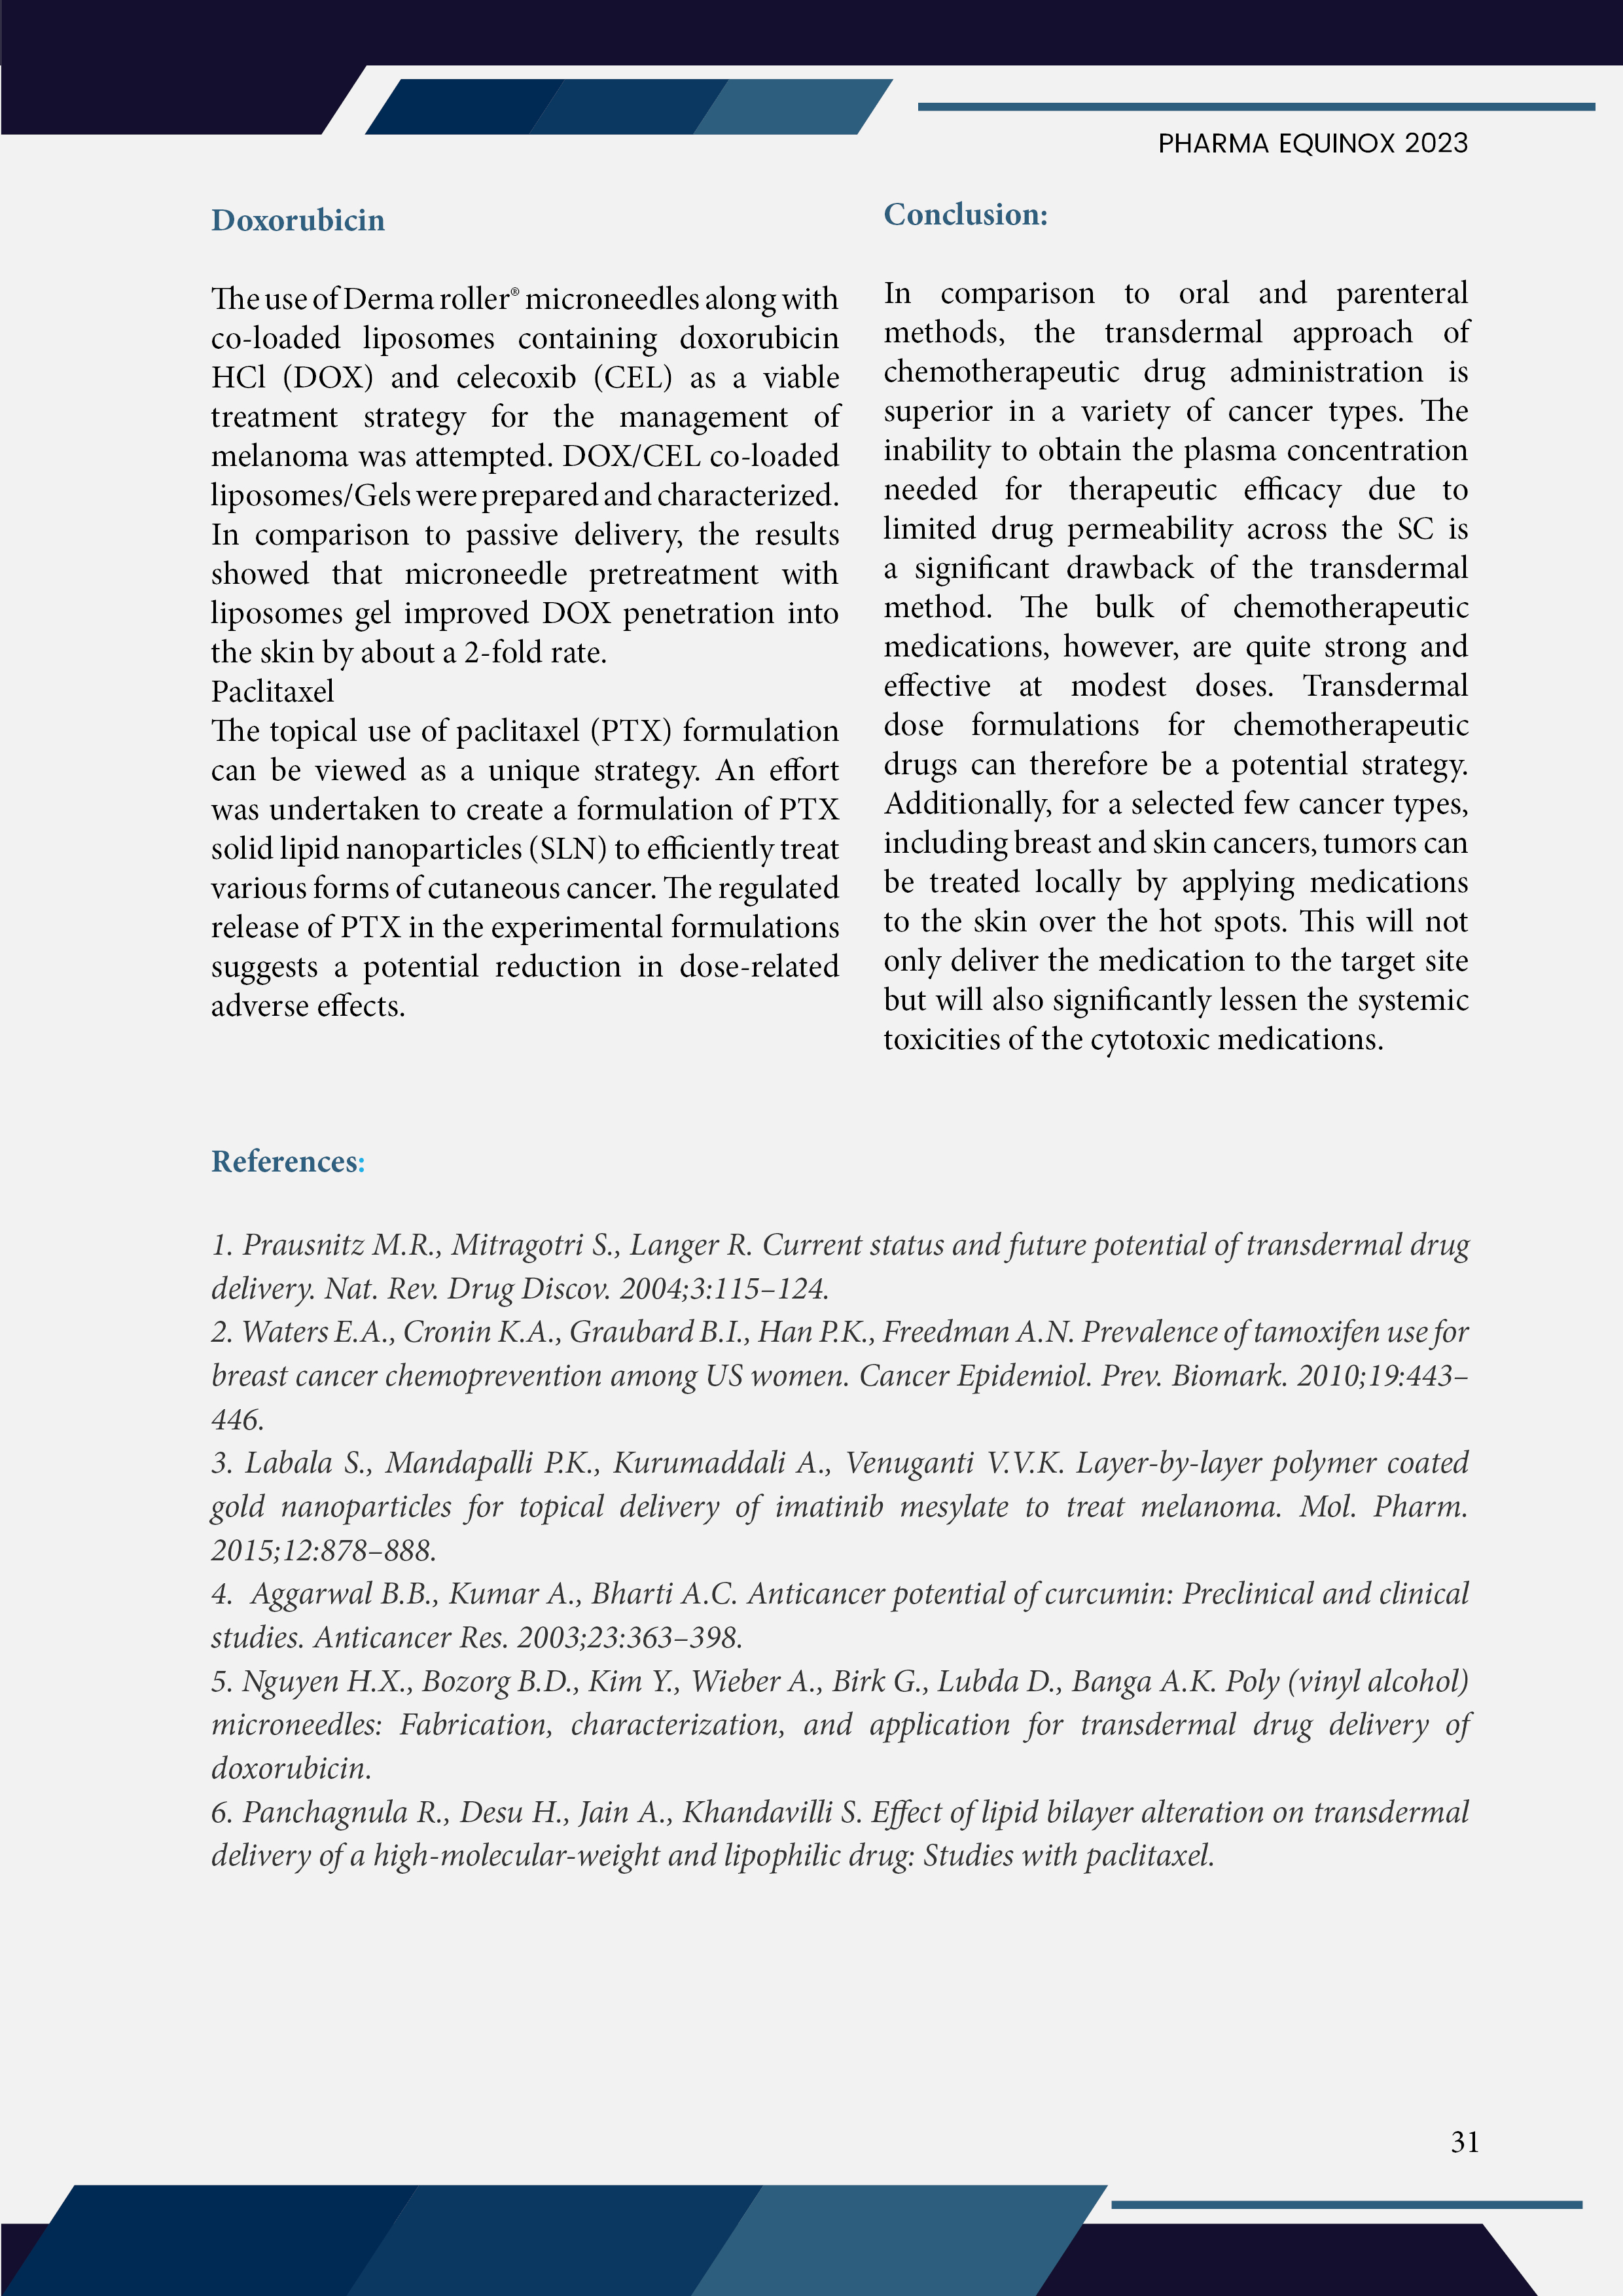 PHARMA EQUINOX 2023
Doxorubicin
The use of Derma roller® microneedles along with
co-loaded liposomes containing doxorubicin
HCl (DOX) and celecoxib (CEL) as a viable
treatment strategy for the management of
melanoma was attempted. DOX/CEL co-loaded
liposomes/Gels were prepared and characterized.
In comparison to passive delivery, the results
showed that microneedle pretreatment with
liposomes gel improved DOX penetration into
the skin by about a 2-fold rate.
Paclitaxel
The topical use of paclitaxel (PTX) formulation
can be viewed as a unique strategy. An effort
was undertaken to create a formulation of PTX
solid lipid nanoparticles (SLN) to efficiently treat
various forms of cutaneous cancer. The regulated
release of PTX in the experimental formulations
suggests a potential reduction in dose-related
adverse effects.
Conclusion:
In comparison to oral and parenteral
methods, the transdermal approach of
chemotherapeutic drug administration is
superior in a variety of cancer types. The
inability to obtain the plasma concentration
needed for therapeutic efficacy due to
limited drug permeability across the SC is
a significant drawback of the transdermal
method. The bulk of chemotherapeutic
medications, however, are quite strong and
effective at modest doses. Transdermal
dose formulations for chemotherapeutic
drugs can therefore be a potential strategy.
Additionally, for a selected few cancer types,
including breast and skin cancers, tumors can
be treated locally by applying medications
to the skin over the hot spots. This will not
only deliver the medication to the target site
but will also significantly lessen the systemic
toxicities of the cytotoxic medications.
References:
1. Prausnitz M.R., Mitragotri S., Langer R. Current status and future potential of transdermal drug
delivery. Nat. Rev. Drug Discov. 2004;3:115–124.
2. Waters E.A., Cronin K.A., Graubard B.I., Han P.K., Freedman A.N. Prevalence of tamoxifen use for
breast cancer chemoprevention among US women. Cancer Epidemiol. Prev. Biomark. 2010;19:443–
446.
3. Labala S., Mandapalli P.K., Kurumaddali A., Venuganti V.V.K. Layer-by-layer polymer coated
gold nanoparticles for topical delivery of imatinib mesylate to treat melanoma. Mol. Pharm.
2015;12:878–888.
4. Aggarwal B.B., Kumar A., Bharti A.C. Anticancer potential of curcumin: Preclinical and clinical
studies. Anticancer Res. 2003;23:363–398.
5. Nguyen H.X., Bozorg B.D., Kim Y., Wieber A., Birk G., Lubda D., Banga A.K. Poly (vinyl alcohol)
microneedles: Fabrication, characterization, and application for transdermal drug delivery of
doxorubicin.
6. Panchagnula R., Desu H., Jain A., Khandavilli S. Effect of lipid bilayer alteration on transdermal
delivery of a high-molecular-weight and lipophilic drug: Studies with paclitaxel.
31